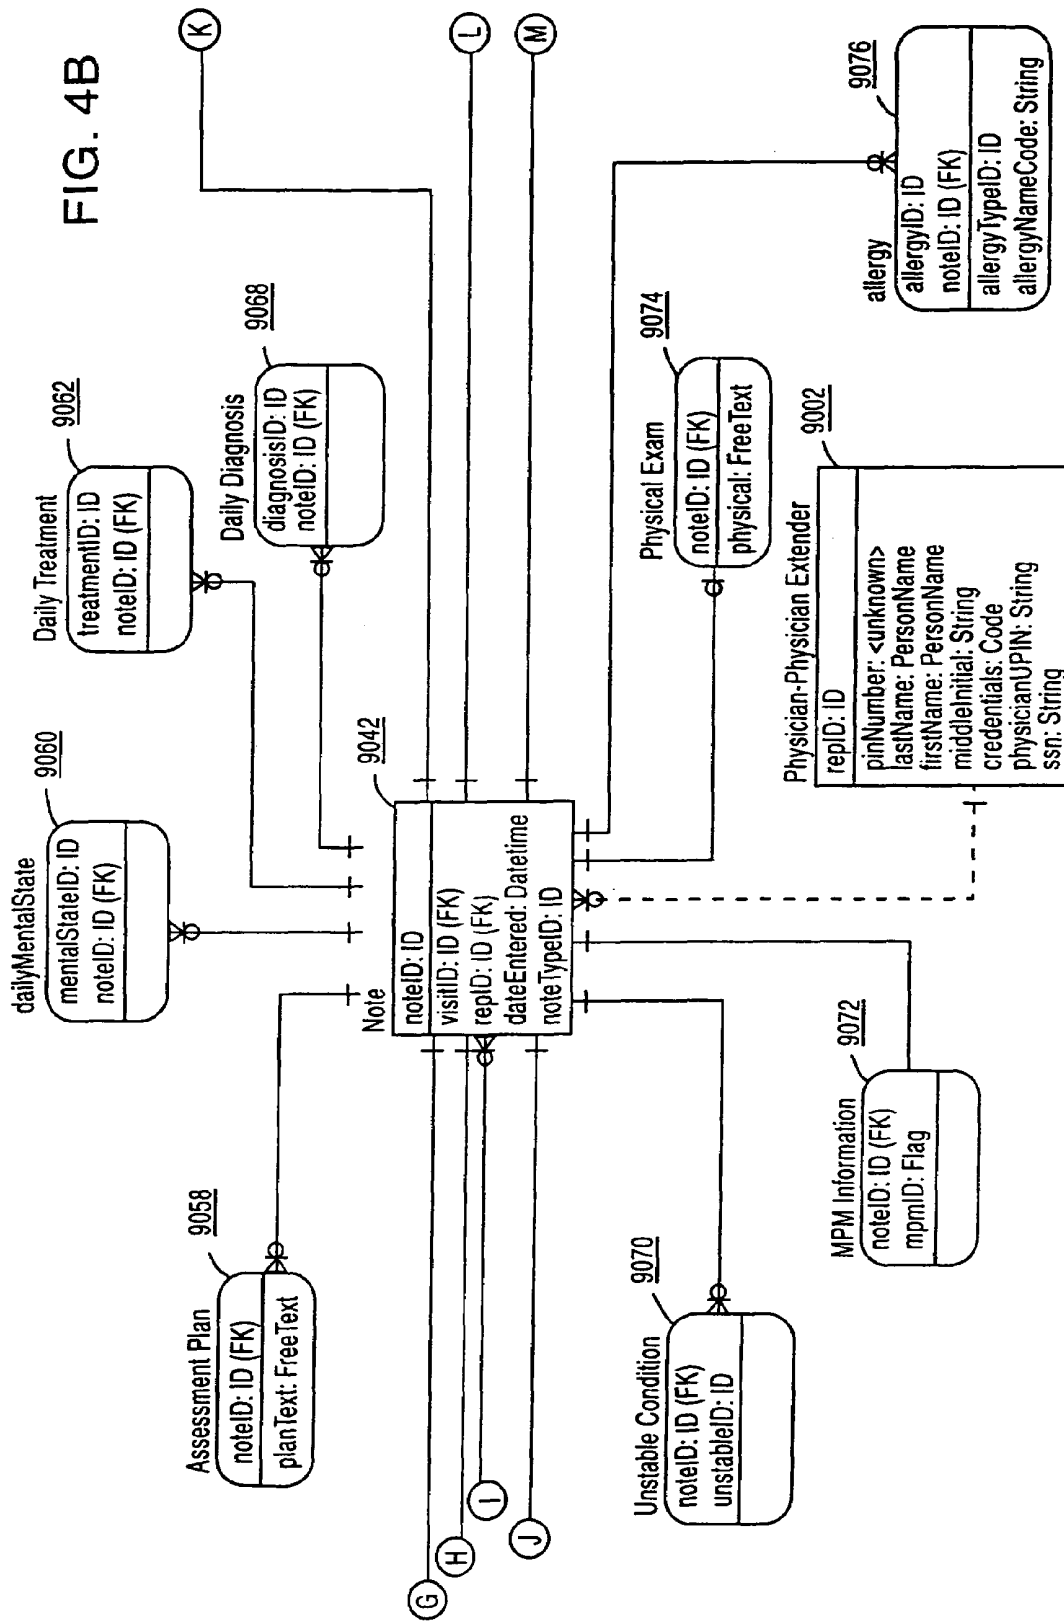 FIG. 4B
Assessment Plan
9058
noteID: ID (FK)
planText: FreeText
dailyMentalState
9060
mentalStateID: ID
noteID: ID (FK)
Daily Treatment
9062
treatmentID: ID
noteID: ID (FK)
Daily Diagnosis
9068
diagnosisID: ID
noteID: ID (FK)
K
L
M
G
H
I
J
Note
9042
noteID: ID
visitID: ID (FK)
repID: ID (FK)
dateEntered: Datetime
noteTypeID: ID
Unstable Condition
9070
noteID: ID (FK)
unstableID: ID
MPM Information
9072
noteID: ID (FK)
mpmID: Flag
Physician-Physician Extender
9002
repID: ID
pinNumber: <unknown>
lastName: PersonName
firstName: PersonName
middleInitial: String
credentials: Code
physicianUPIN: String
ssn: String
Physical Exam
9074
noteID: ID (FK)
physical: FreeText
allergy
9076
allergyID: ID
noteID: ID (FK)
allergyTypeID: ID
allergyNameCode: String